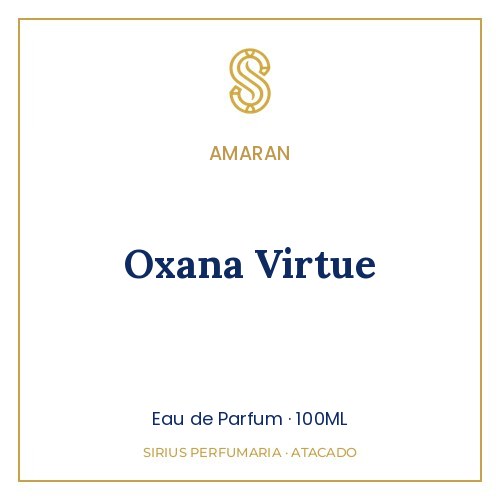 AMARAN
Oxana Virtue
Eau de Parfum · 100ML
SIRIUS PERFUMARIA · ATACADO